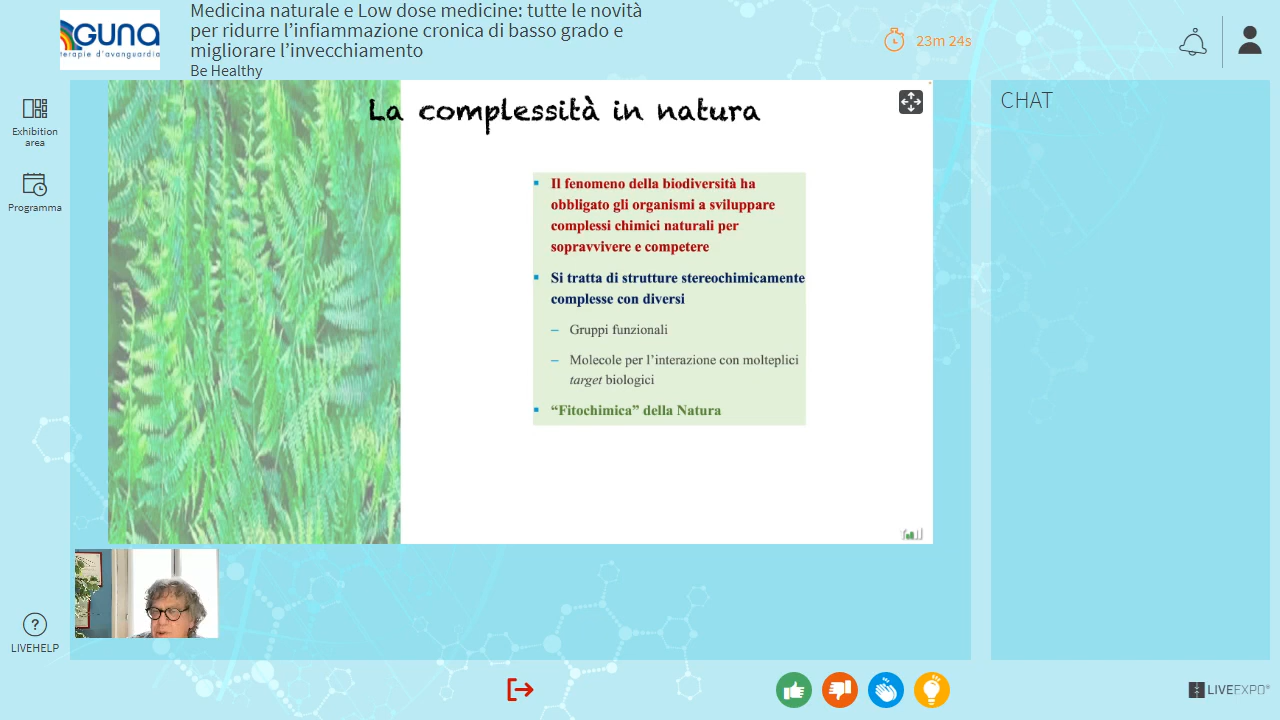 GUNA
terapie d'avanguardia
Medicina naturale e Low dose medicine: tutte le novità
per ridurre l'infiammazione cronica di basso grado e
migliorare l'invecchiamento
Be Healthy
23m 24s
Exhibition
area
Programma
LIVEHELP
La complessità in natura
Il fenomeno della biodiversità ha
obbligato gli organismi a sviluppare
complessi chimici naturali per
sopravvivere e competere
Si tratta di strutture stereochimicamente
complesse con diversi
– Gruppi funzionali
– Molecole per l'interazione con molteplici
target biologici
"Fitochimica" della Natura
CHAT
LIVEEXPO